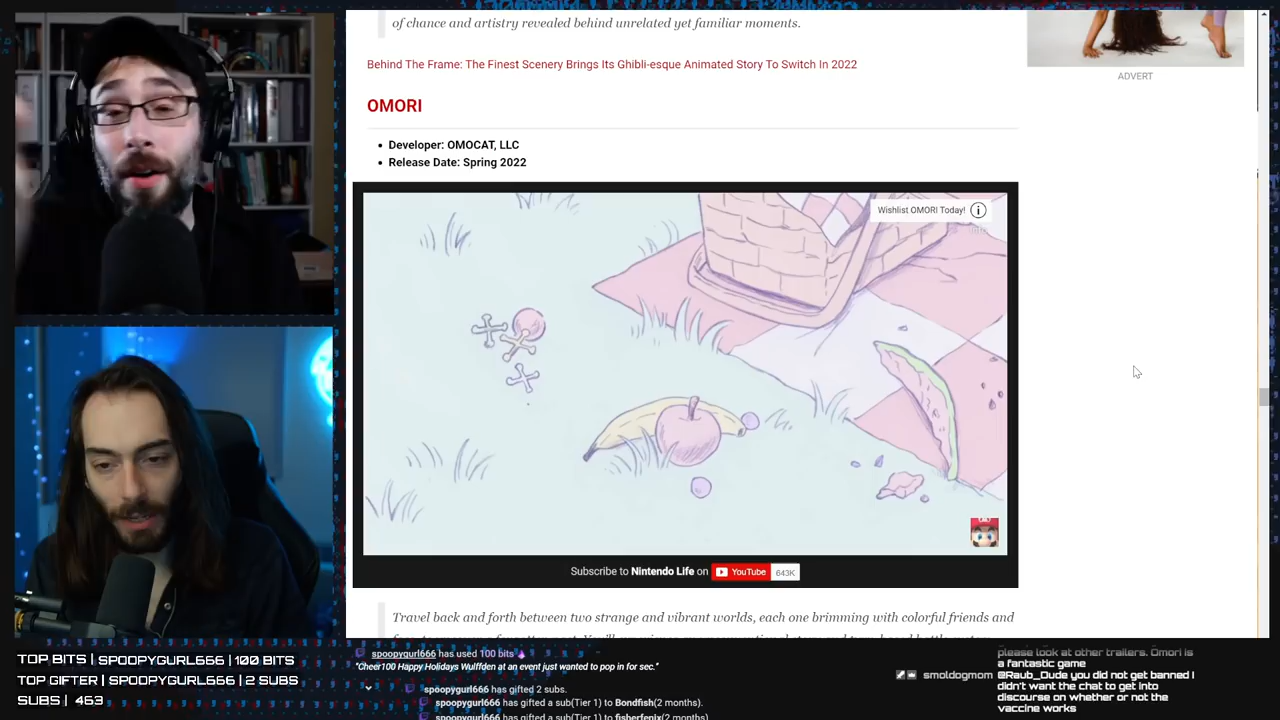 of chance and artistry revealed behind unrelated yet familiar moments.
Behind The Frame: The Finest Scenery Brings Its Ghibli-esque Animated Story To Switch In 2022
ADVERT
OMORI
Developer: OMOCAT, LLC
Release Date: Spring 2022
Wishlist OMORI Today!
Subscribe to Nintendo Life on YouTube 643K
Travel back and forth between two strange and vibrant worlds, each one brimming with colorful friends and
spoopygurl666 has used 100 bits
"Cheer100 Happy Holidays Wulffden at an event just wanted to pop in for sec."
spoopygurl666 has gifted 2 subs.
spoopygurl666 has gifted a sub(Tier 1) to Bondfish(2 months).
spoopygurl666 has gifted a sub(Tier 1) to fisherfenix(2 months)
TOP BITS | SPOOPYGURL666 | 100 BITS
TOP GIFTER | SPOOPYGURL666 | 2 SUBS
SUBS | 463
smoldogmom
please look at other trailers. Omori is
a fantastic game
@Raub_Dude you did not get banned I
didn't want the chat to get into
discourse on whether or not the
vaccine works